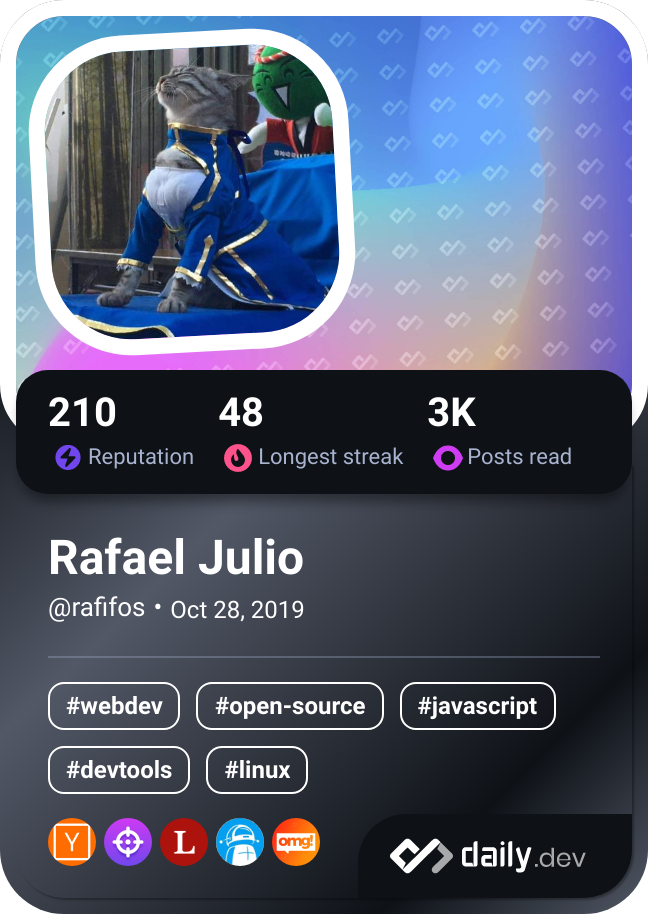 210 48 3K
Reputation Longest streak Posts read
Rafael Julio
@rafifos • Oct 28, 2019
#webdev #open-source #javascript
#devtools #linux
Y L omg!
daily.dev